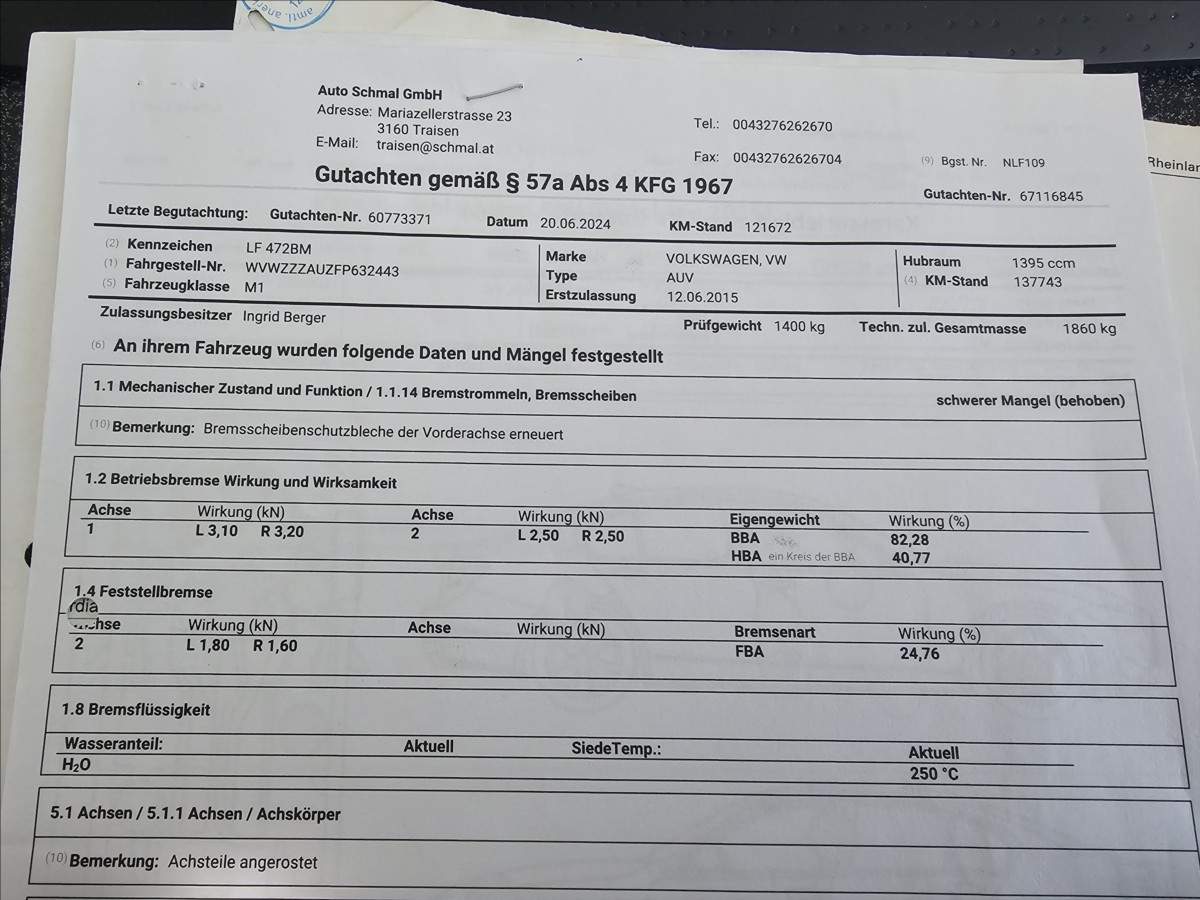 amtl. aner
Auto Schmal GmbH
Adresse: Mariazellerstrasse 23
3160 Traisen
E-Mail: traisen@schmal.at
Tel.: 0043276262670
Fax: 00432762626704
(9) Bgst. Nr. NLF109
Rheinlan
Gutachten gemäß § 57a Abs 4 KFG 1967
Gutachten-Nr. 67116845
Letzte Begutachtung: Gutachten-Nr. 60773371 Datum 20.06.2024 KM-Stand 121672
(2) Kennzeichen LF 472BM
(1) Fahrgestell-Nr. WVWZZZAUZFP632443
(5) Fahrzeugklasse M1
Marke VOLKSWAGEN, VW
Type AUV
Erstzulassung 12.06.2015
Hubraum 1395 ccm
(4) KM-Stand 137743
Zulassungsbesitzer Ingrid Berger Prüfgewicht 1400 kg Techn. zul. Gesamtmasse 1860 kg
(6) An ihrem Fahrzeug wurden folgende Daten und Mängel festgestellt
1.1 Mechanischer Zustand und Funktion / 1.1.14 Bremstrommeln, Bremsscheiben schwerer Mangel (behoben)
(10) Bemerkung: Bremsscheibenschutzbleche der Vorderachse erneuert
1.2 Betriebsbremse Wirkung und Wirksamkeit
Achse Wirkung (kN) Achse Wirkung (kN) Eigengewicht Wirkung (%)
1 L 3,10 R 3,20 2 L 2,50 R 2,50 BBA 82,28
HBA ein Kreis der BBA 40,77
1.4 Feststellbremse
rdia
Achse Wirkung (kN) Achse Wirkung (kN) Bremsenart Wirkung (%)
2 L 1,80 R 1,60 FBA 24,76
1.8 Bremsflüssigkeit
Wasseranteil: Aktuell SiedeTemp.: Aktuell
H₂O 250 °C
5.1 Achsen / 5.1.1 Achsen / Achskörper
(10) Bemerkung: Achsteile angerostet